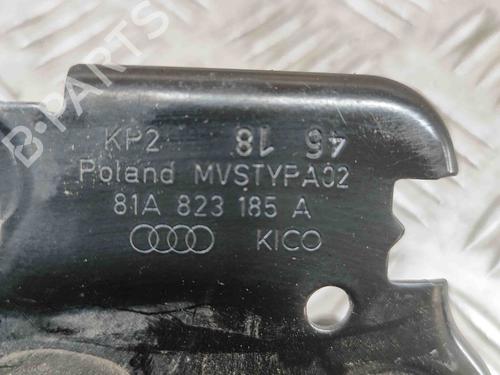 KP2 18 45
Poland MVSTYPA02
81A 823 185 A
KICO
B-PARTS